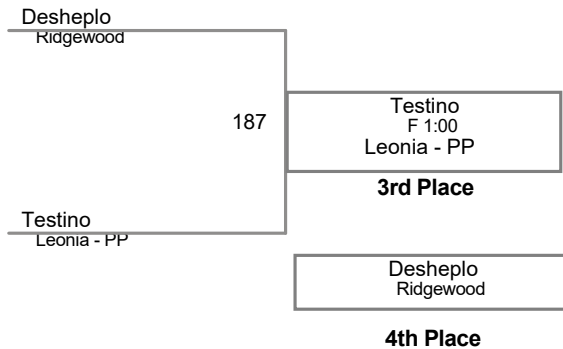 Desheplo
Ridgewood
187
Testino
F 1:00
Leonia - PP
3rd Place
Testino
Leonia - PP
Desheplo
Ridgewood
4th Place